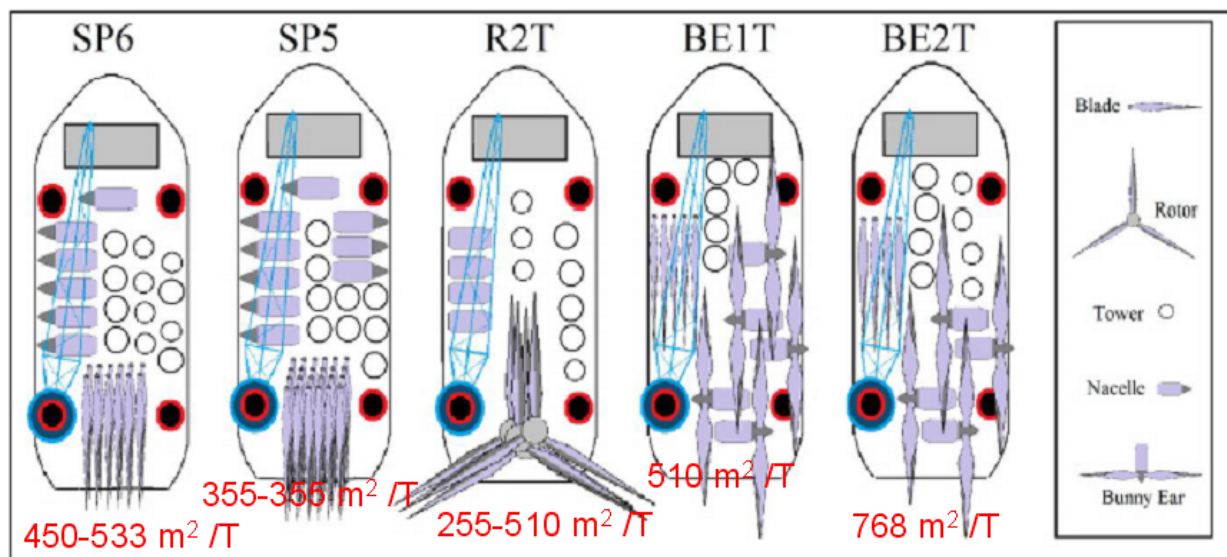 SP6
SP5
R2T
BE1T
BE2T
Blade
Rotor
Tower
Nacelle
Bunny Ear
450-533 m² /T
355-355 m² /T
255-510 m² /T
510 m² /T
768 m² /T